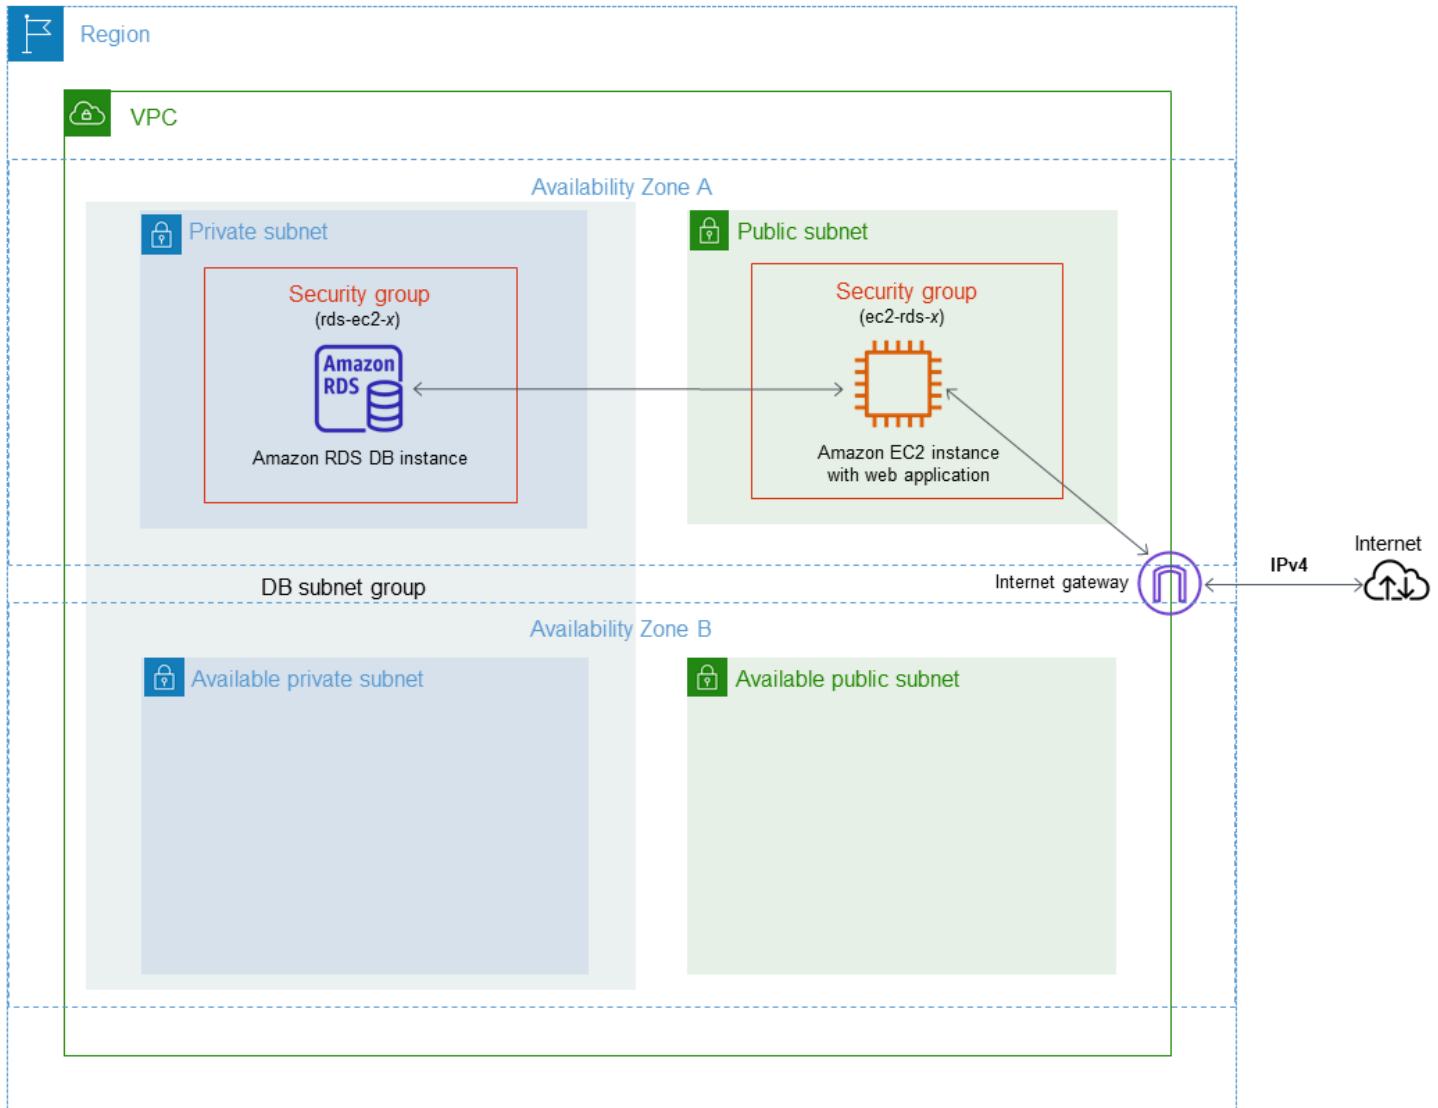 Region
VPC
Availability Zone A
Private subnet
Public subnet
Security group
(rds-ec2-x)
Amazon
RDS
Amazon RDS DB instance
Security group
(ec2-rds-x)
Amazon EC2 instance
with web application
Internet
IPv4
Internet gateway
DB subnet group
Availability Zone B
Available private subnet
Available public subnet